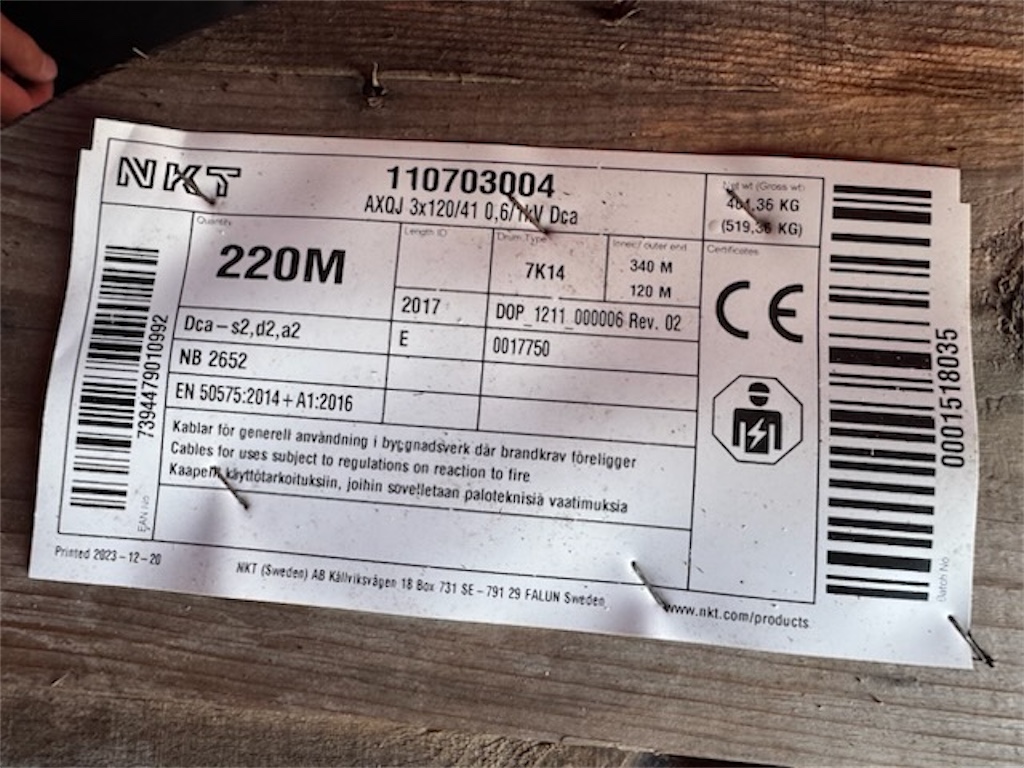 NKT
110703004
AXQJ 3x120/41 0,6/1kV Dca
Net wt (Gross wt)
461,36 KG
(519,36 KG)
Quantity
220M
Length ID
Drum Type
7K14
Inner/ outer end
340 M
120 M
Certificates
CE
2017
DOP_1211_000006 Rev. 02
Dca-s2,d2,a2
E
0017750
NB 2652
EN 50575:2014+A1:2016
Kablar för generell användning i byggnadsverk där brandkrav föreligger
Cables for uses subject to regulations on reaction to fire
Kaapeli käyttötarkoituksiin, joihin sovelletaan paloteknisiä vaatimuksia
EAN No
7394479010992
Batch No
0001518035
Printed 2023-12-20
NKT (Sweden) AB Källviksvägen 18 Box 731 SE-791 29 FALUN Sweden
www.nkt.com/products